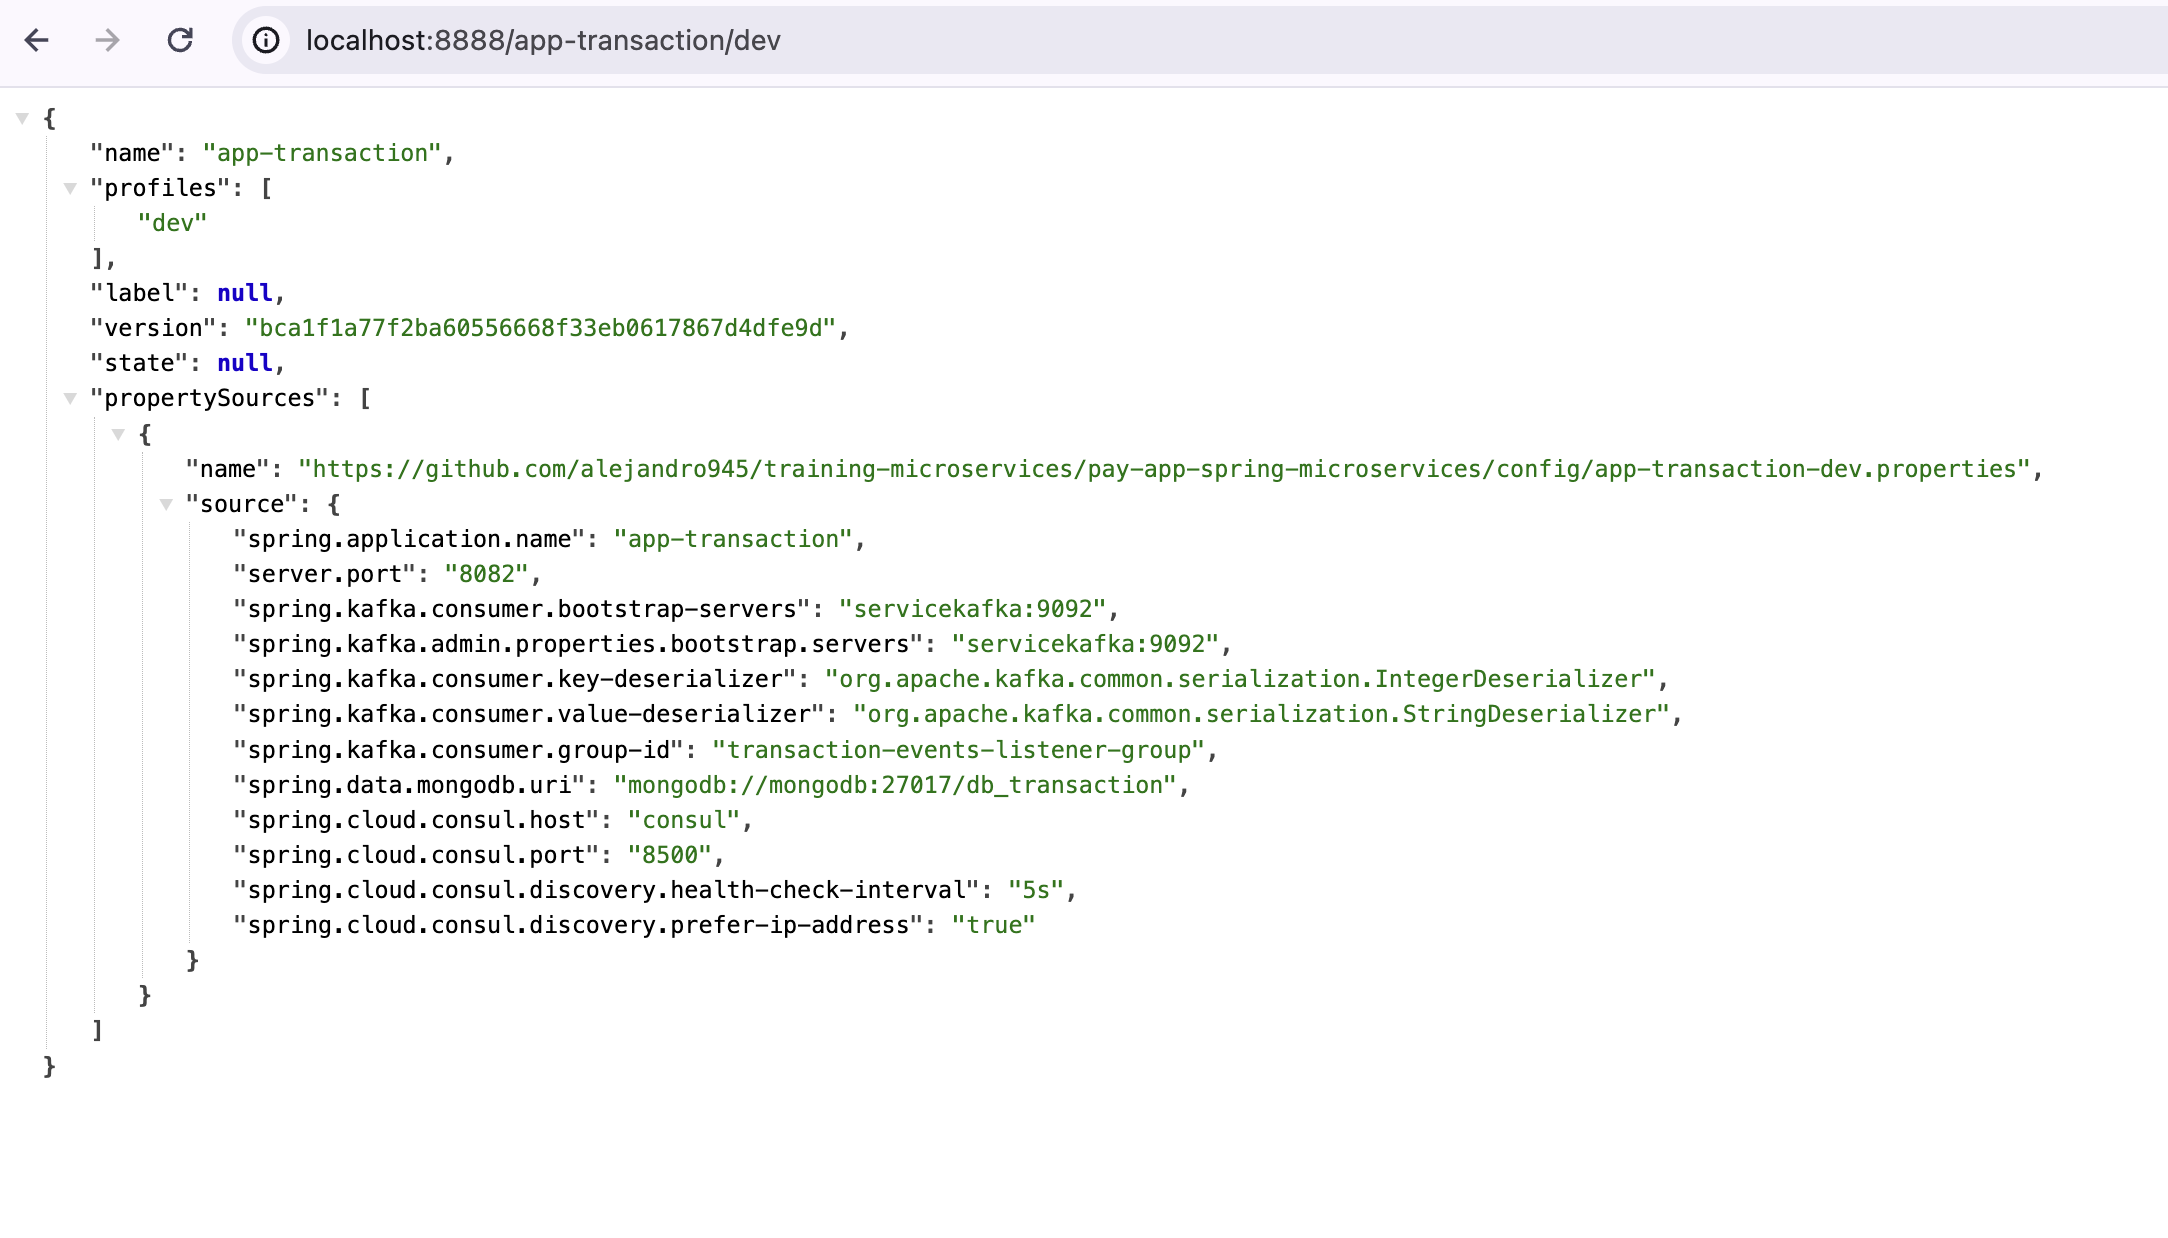 localhost:8888/app-transaction/dev
{
"name": "app-transaction",
"profiles": [
"dev"
],
"label": null,
"version": "bca1f1a77f2ba60556668f33eb0617867d4dfe9d",
"state": null,
"propertySources": [
{
"name": "https://github.com/alejandro945/training-microservices/pay-app-spring-microservices/config/app-transaction-dev.properties",
"source": {
"spring.application.name": "app-transaction",
"server.port": "8082",
"spring.kafka.consumer.bootstrap-servers": "servicekafka:9092",
"spring.kafka.admin.properties.bootstrap.servers": "servicekafka:9092",
"spring.kafka.consumer.key-deserializer": "org.apache.kafka.common.serialization.IntegerDeserializer",
"spring.kafka.consumer.value-deserializer": "org.apache.kafka.common.serialization.StringDeserializer",
"spring.kafka.consumer.group-id": "transaction-events-listener-group",
"spring.data.mongodb.uri": "mongodb://mongodb:27017/db_transaction",
"spring.cloud.consul.host": "consul",
"spring.cloud.consul.port": "8500",
"spring.cloud.consul.discovery.health-check-interval": "5s",
"spring.cloud.consul.discovery.prefer-ip-address": "true"
}
}
]
}